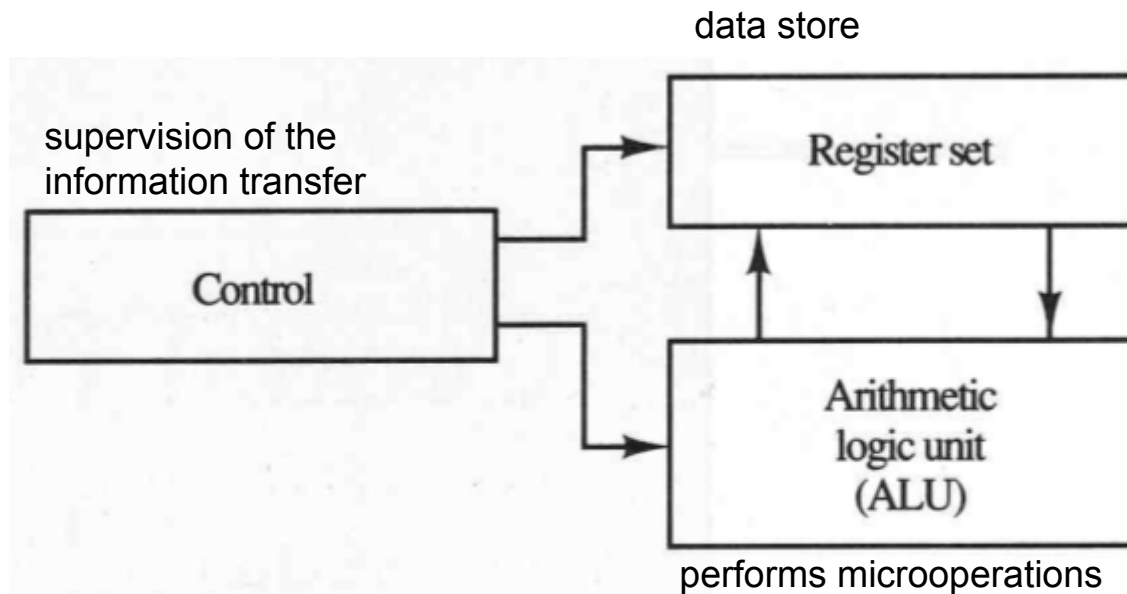 data store
supervision of the
information transfer
Register set
Control
Arithmetic
logic unit
(ALU)
performs microoperations